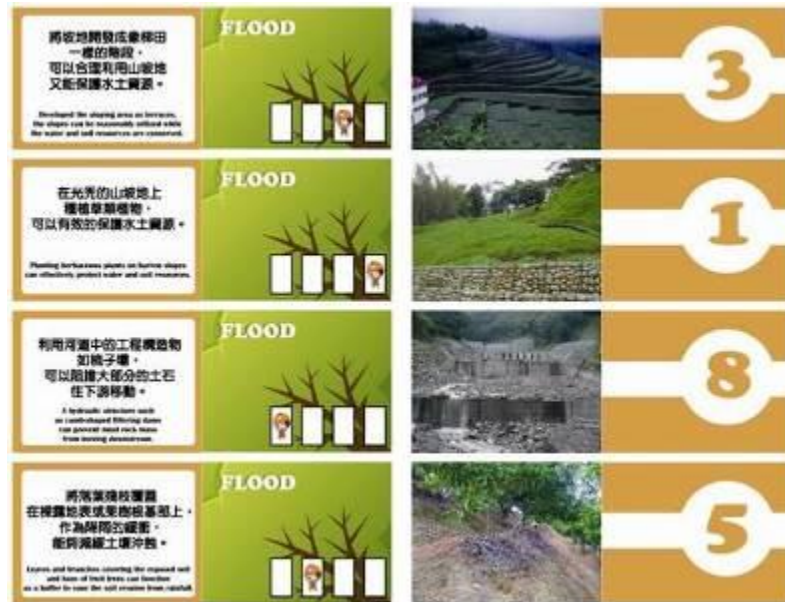 將坡地開發成像梯田
一樣的階段，
可以合理利用山坡地
又能保護水土資源。
Developed the sloping area as terraces,
the slopes can be reasonably utilized while
the water and soil resources are conserved.
FLOOD
3
在光禿的山坡地上
種植草類植物，
可以有效的保護水土資源。
Planting herbaceous plants on barren slopes
can effectively protect water and soil resources.
FLOOD
1
利用河道中的工程構造物
如梳子壩，
可以阻擋大部分的土石
往下游移動。
A hydraulic structure such
as comb-shaped filtering dams
can prevent most rock mass
from moving downstream.
FLOOD
8
將落葉殘枝覆蓋
在裸露地表或果樹根基部上，
作為降雨的緩衝，
能夠減緩土壤沖蝕。
Leaves and branches covering the exposed soil
and base of fruit trees can function
as a buffer to ease the soil erosion from rainfall.
FLOOD
5